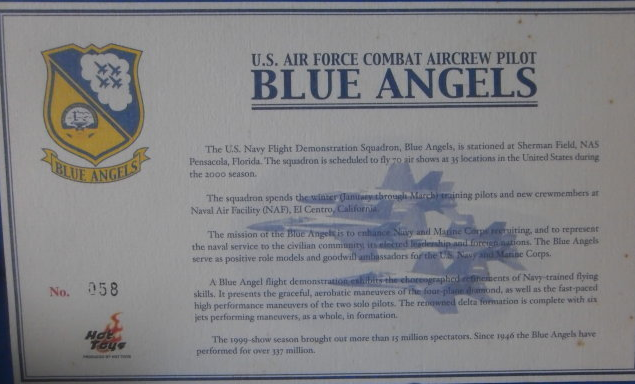 U.S. AIR FORCE COMBAT AIRCREW PILOT
BLUE ANGELS
BLUE ANGELS
The U.S. Navy Flight Demonstration Squadron, Blue Angels, is stationed at Sherman Field, NAS
Pensacola, Florida. The squadron is scheduled to fly 70 air shows at 35 locations in the United States during
the 2000 season.
The squadron spends the winter (January through March) training pilots and new crewmembers at
Naval Air Facility (NAF), El Centro, California.
The mission of the Blue Angels is to enhance Navy and Marine Corps recruiting, and to represent
the naval service to the civilian community, its elected leadership and foreign nations. The Blue Angels
serve as positive role models and goodwill ambassadors for the U.S. Navy and Marine Corps.
A Blue Angel flight demonstration exhibits the choreographed refinements of Navy-trained flying
skills. It presents the graceful, aerobatic maneuvers of the four-plane diamond, as well as the fast-paced
high performance maneuvers of the two solo pilots. The renowned delta formation is complete with six
jets performing maneuvers, as a whole, in formation.
The 1999-show season brought out more than 15 million spectators. Since 1946 the Blue Angels have
performed for over 337 million.
No. 058
Hot
Toys
PRODUCED BY HOT TOYS